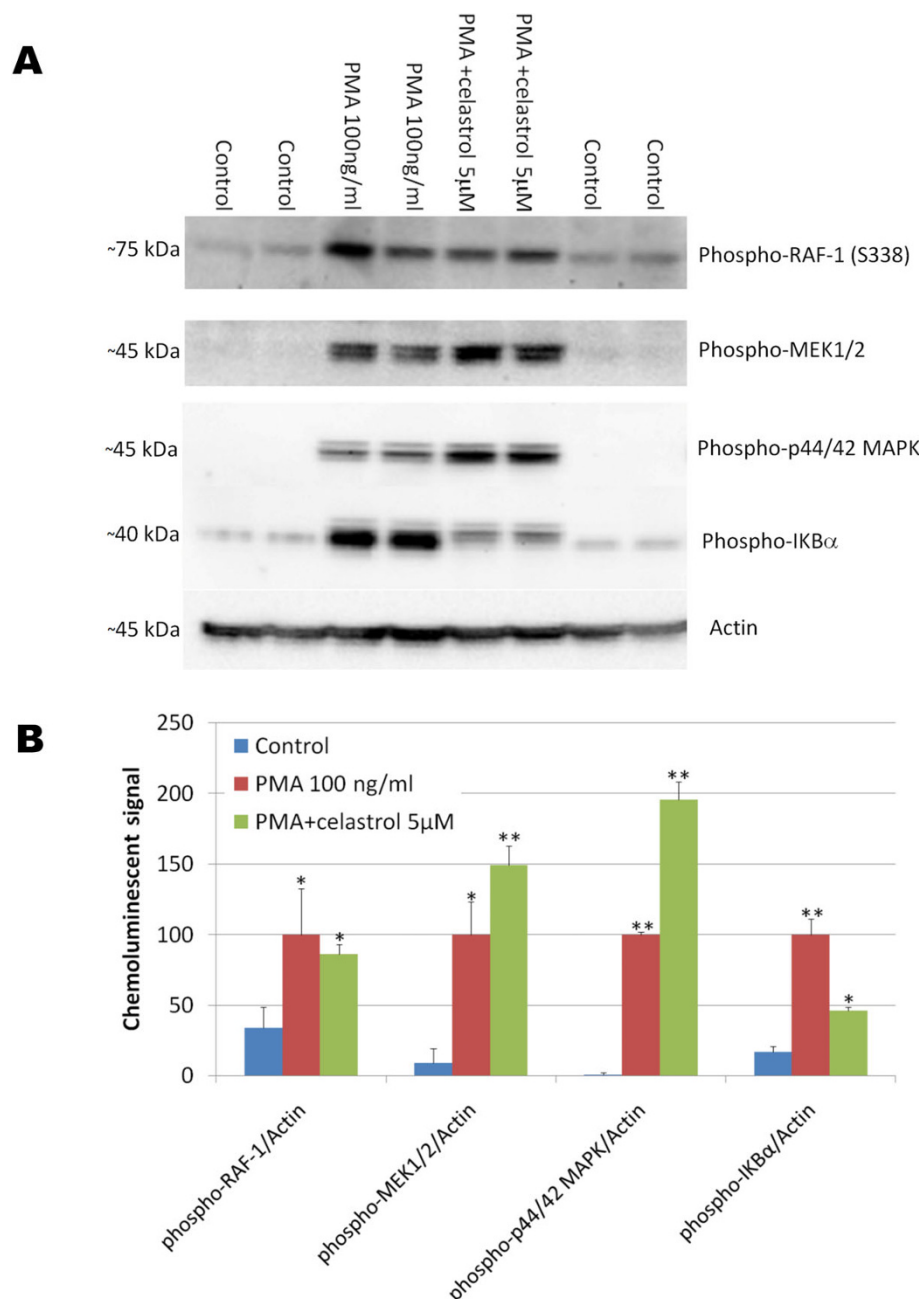 A
Control
Control
PMA 100ng/ml
PMA 100ng/ml
PMA +celastrol 5µM
PMA +celastrol 5µM
Control
Control
~75 kDa
Phospho-RAF-1 (S338)
~45 kDa
Phospho-MEK1/2
~45 kDa
Phospho-p44/42 MAPK
~40 kDa
Phospho-IKBα
~45 kDa
Actin
B
Chemoluminescent signal
250
200
150
100
50
0
Control
PMA 100 ng/ml
PMA+celastrol 5µM
*
*
*
**
**
**
**
*
phospho-RAF-1/Actin
phospho-MEK1/2/Actin
phospho-p44/42 MAPK/Actin
phospho-IKBα/Actin